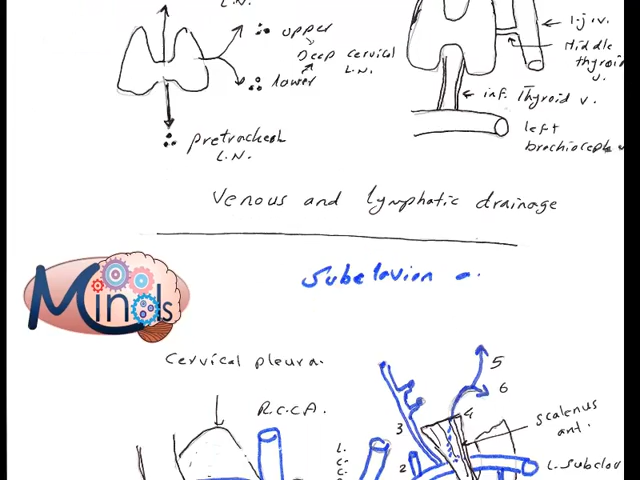 L.N.
upper
Deep cervical
L.N.
lower
pretracheal
L.N.
I.j.v.
Middle
thyroid
v.
inf. Thyroid v.
left
brachioceph
Venous and lymphatic drainage
Subclavian a.
Minds
Cervical pleura.
R.C.C.A.
L.
C.
C.
5
6
4
3
2
Scalenus
ant.
L. Subclav